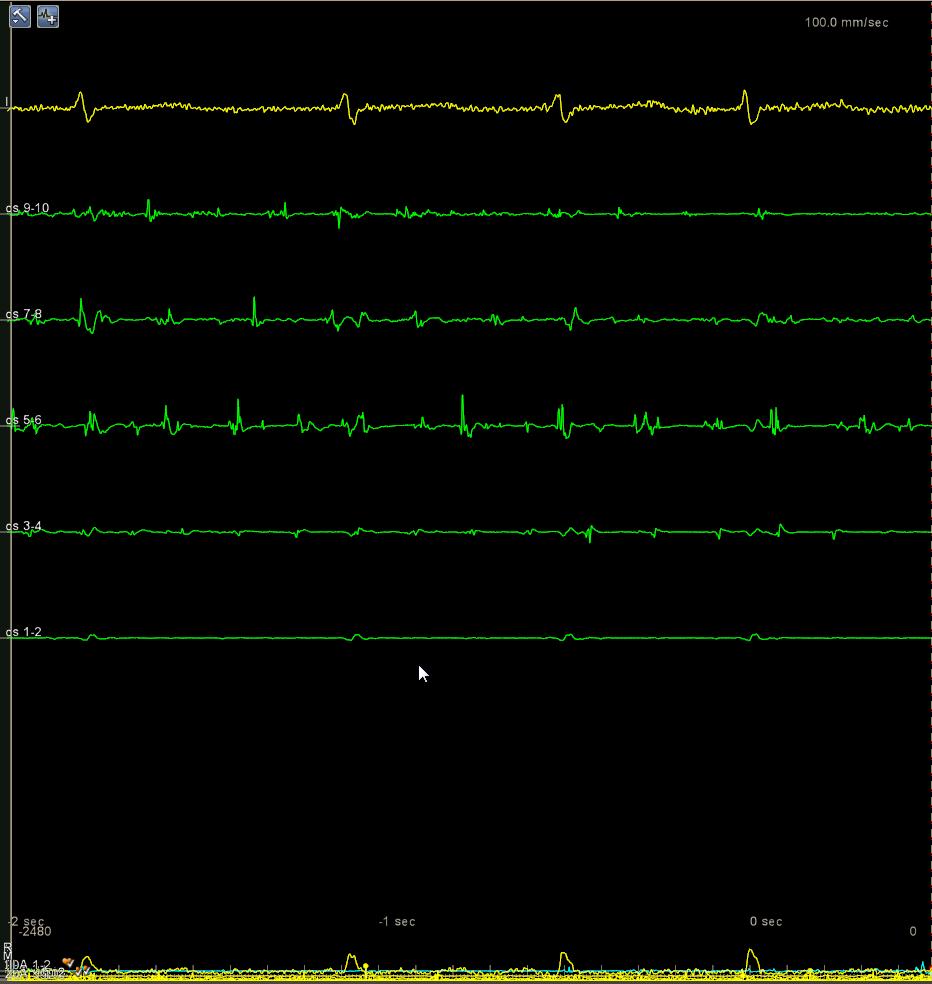 100.0 mm/sec
I
cs 9-10
cs 7-8
cs 5-6
cs 3-4
cs 1-2
-2 sec
-1 sec
0 sec
-2480
0